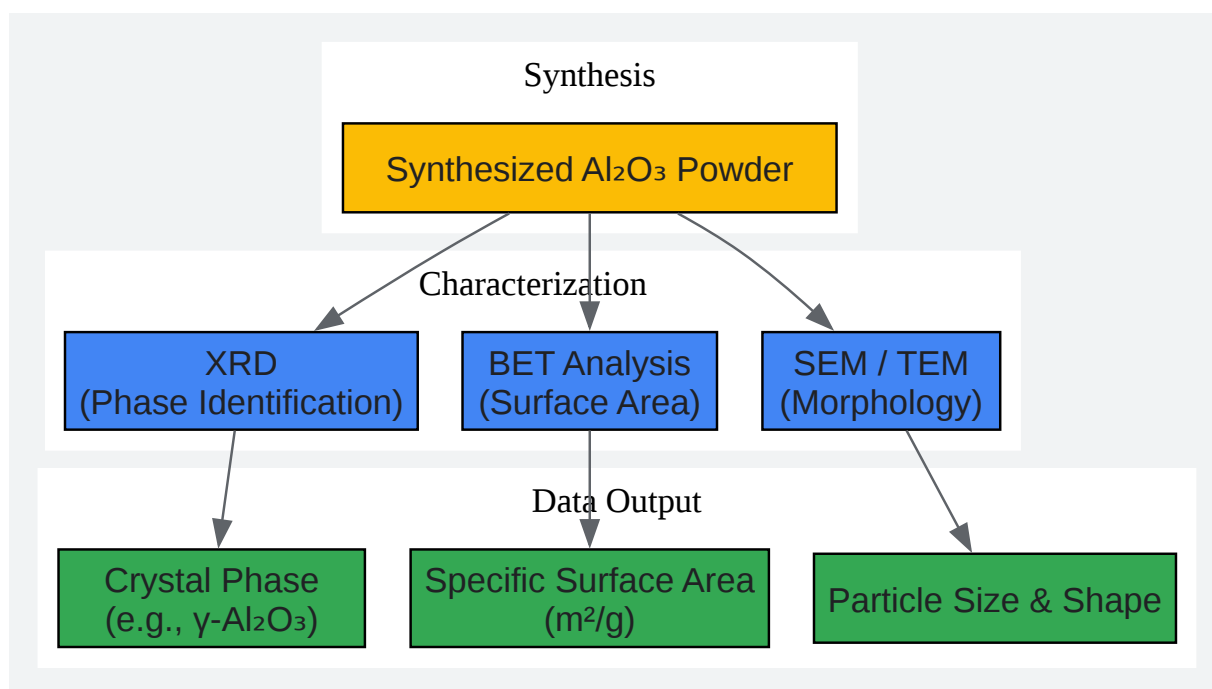 Synthesis
Synthesized Al₂O₃ Powder
Characterization
XRD
(Phase Identification)
BET Analysis
(Surface Area)
SEM / TEM
(Morphology)
Data Output
Crystal Phase
(e.g., γ-Al₂O₃)
Specific Surface Area
(m²/g)
Particle Size & Shape